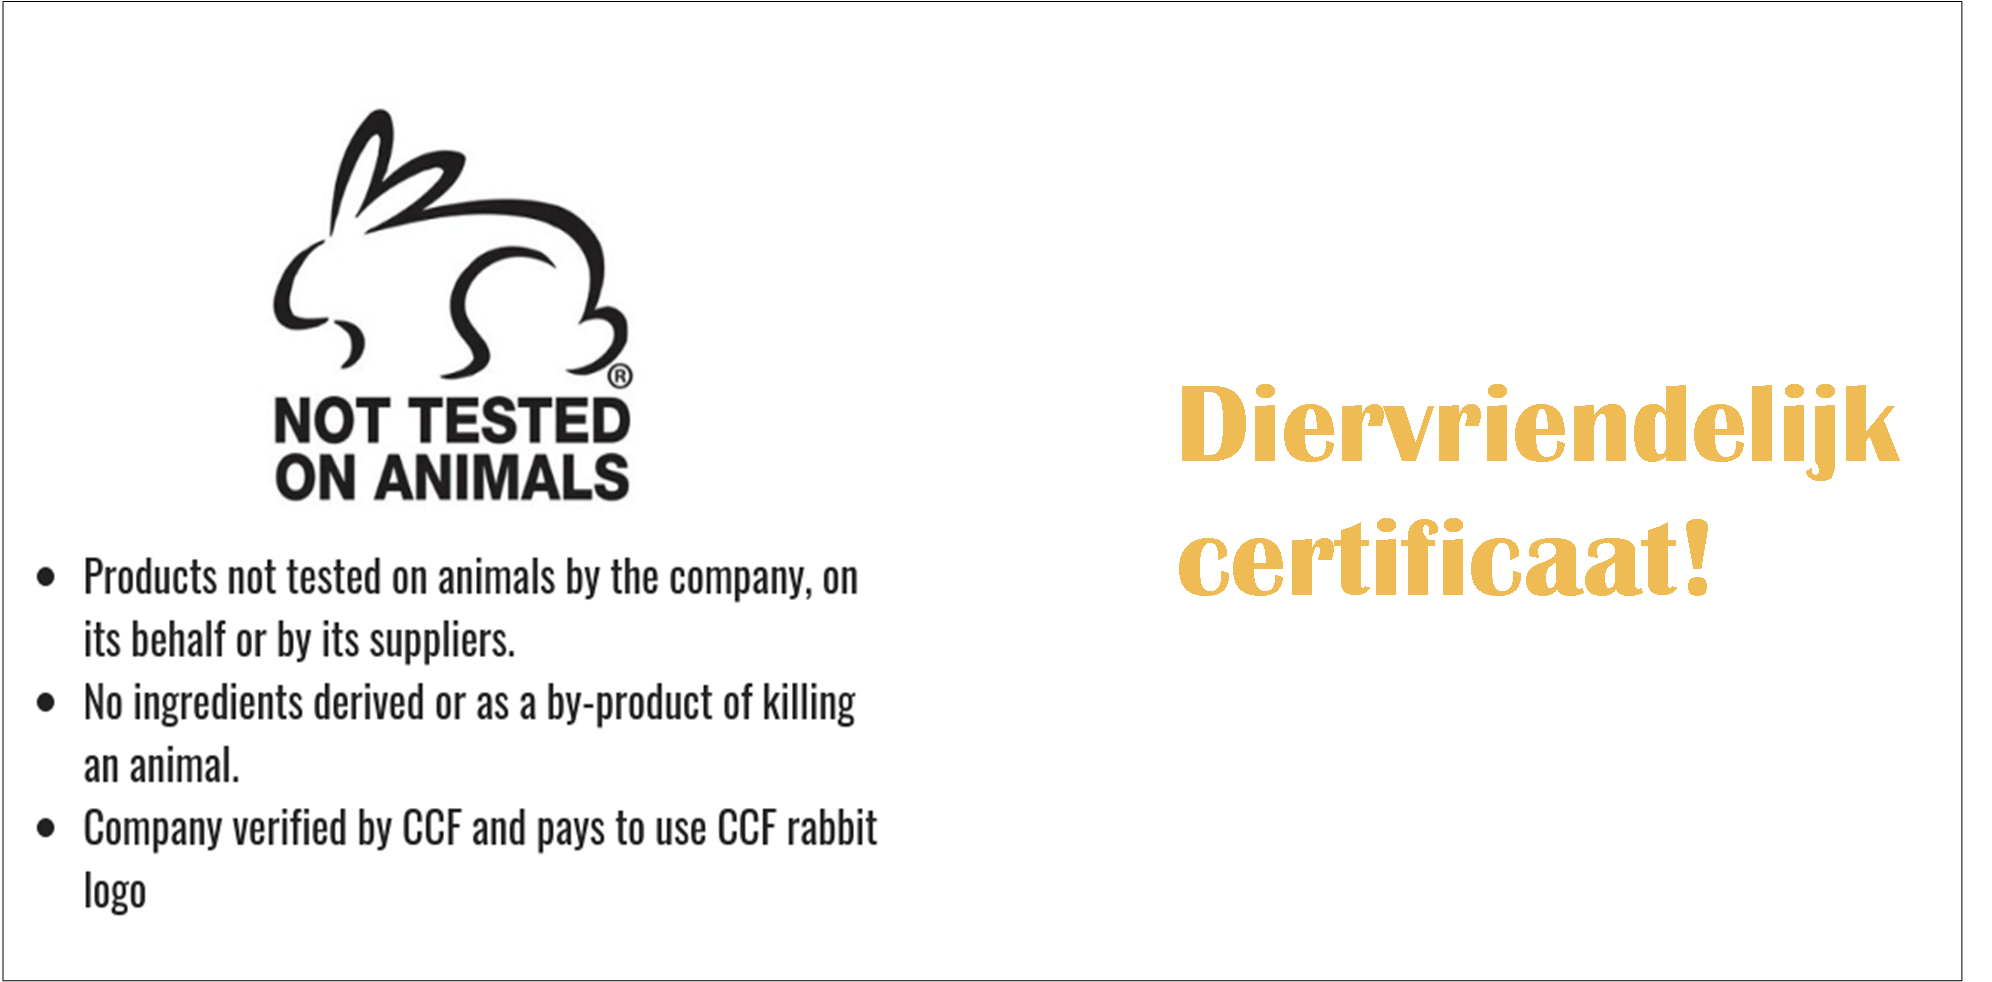 ®
NOT TESTED
ON ANIMALS
• Products not tested on animals by the company, on
its behalf or by its suppliers.
• No ingredients derived or as a by-product of killing
an animal.
• Company verified by CCF and pays to use CCF rabbit
logo
Diervriendelijk
certificaat!